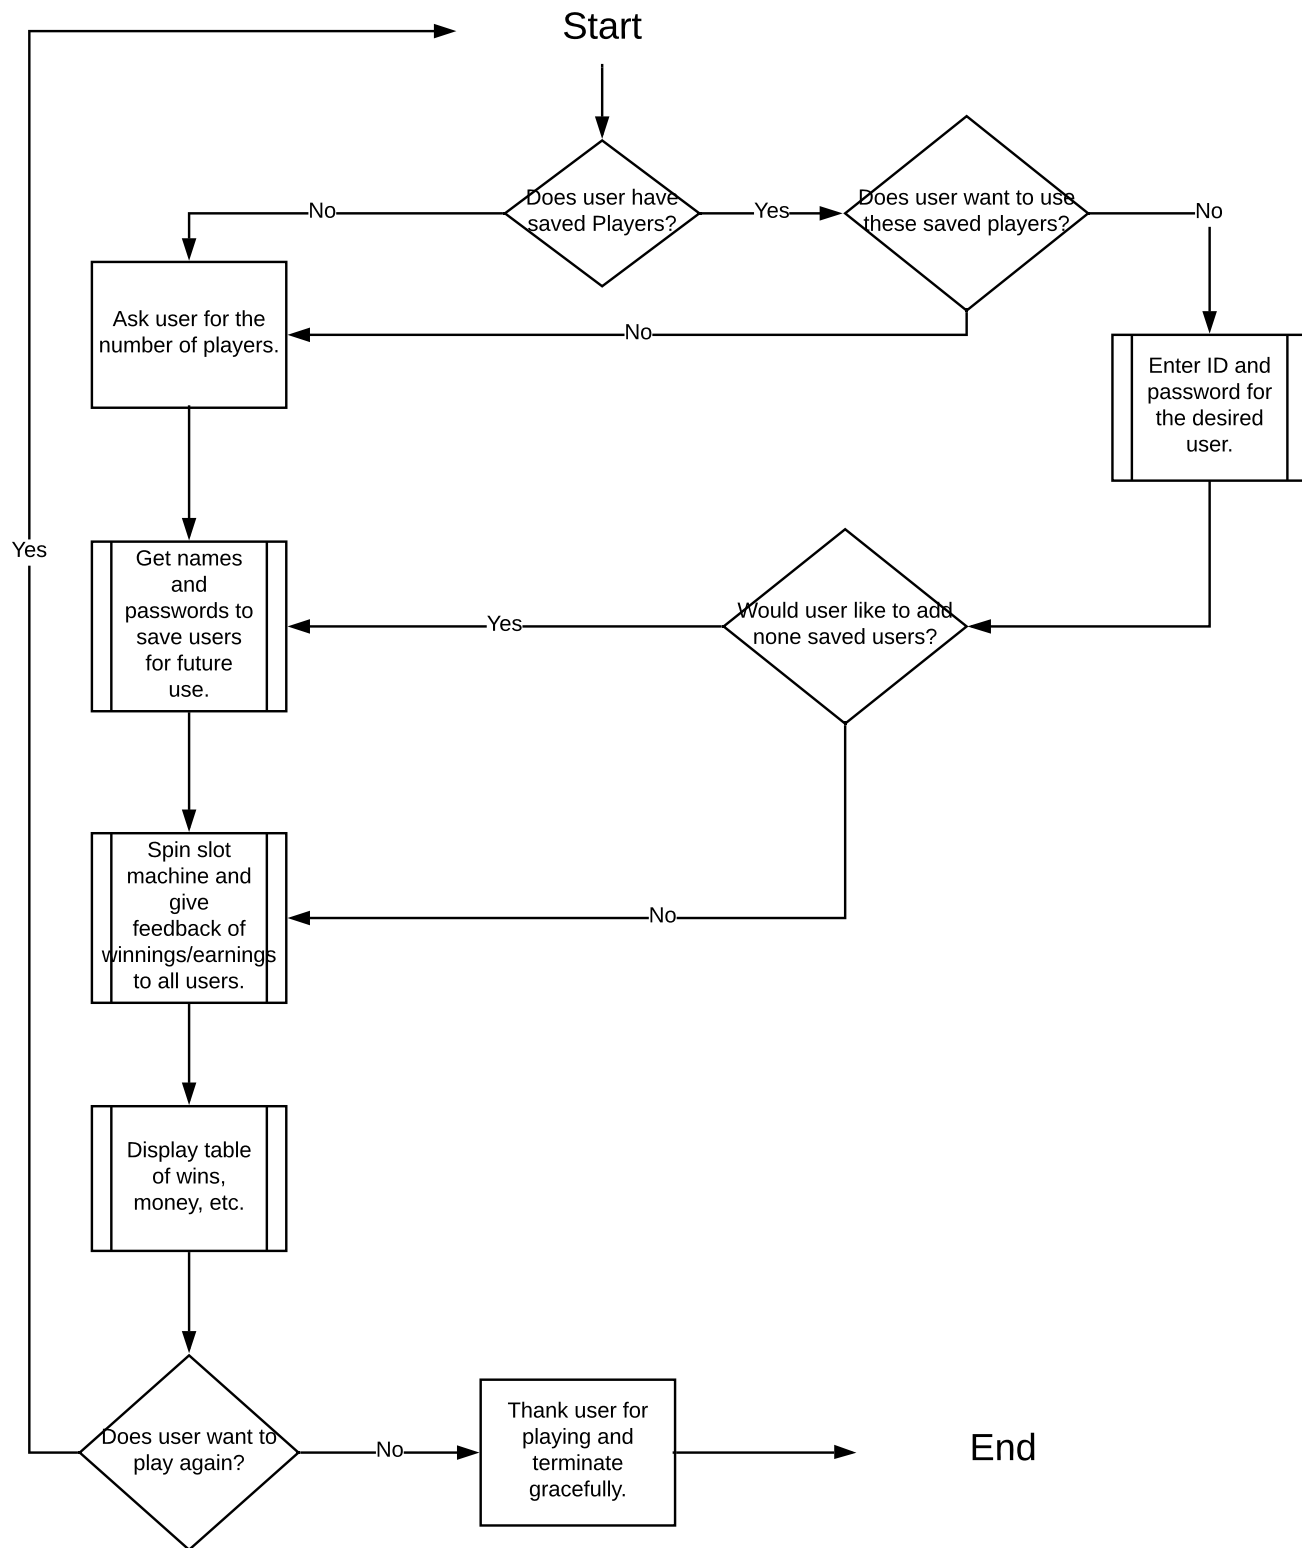 Start
Does user have
saved Players?
Does user want to use
these saved players?
No
Yes
No
Ask user for the
number of players.
No
Enter ID and
password for
the desired
user.
Yes
Get names
and
passwords to
save users
for future
use.
Yes
Would user like to add
none saved users?
Spin slot
machine and
give
feedback of
winnings/earnings
to all users.
No
Display table
of wins,
money, etc.
Does user want to
play again?
No
Thank user for
playing and
terminate
gracefully.
End